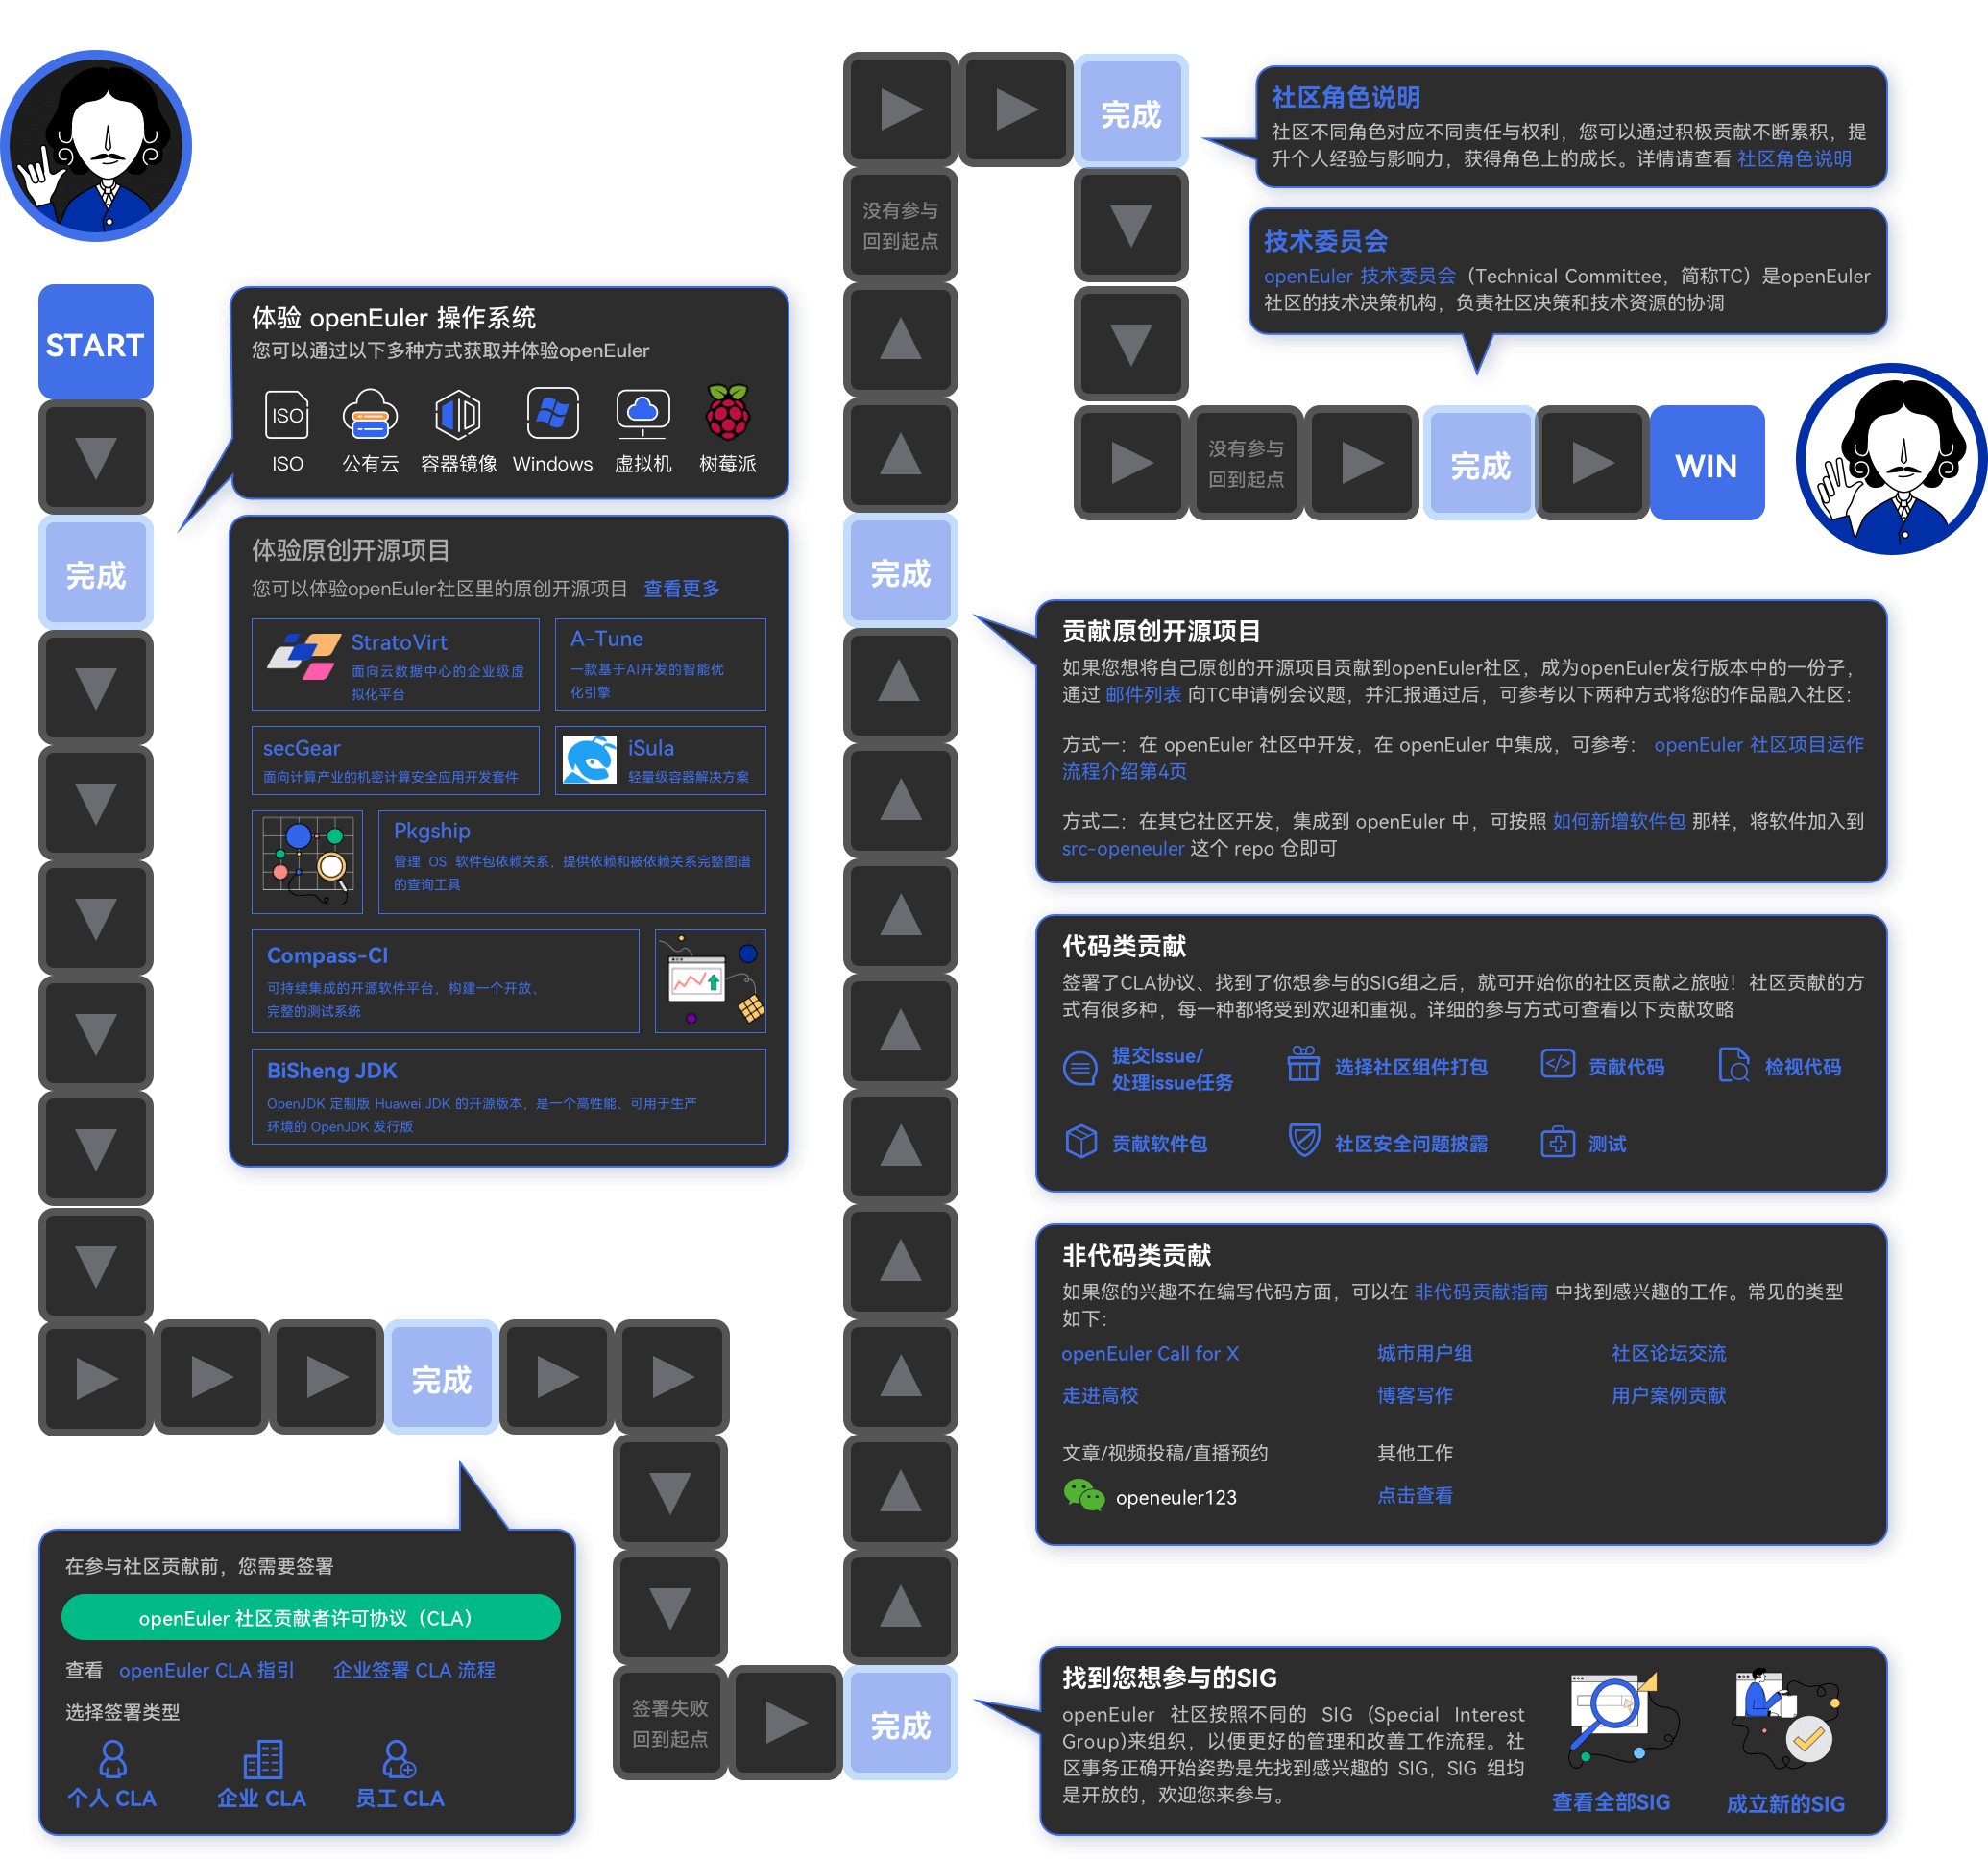 START
完成
体验 openEuler 操作系统
您可以通过以下多种方式获取并体验openEuler
ISO
ISO
公有云
容器镜像
Windows
虚拟机
树莓派
体验原创开源项目
您可以体验openEuler社区里的原创开源项目 查看更多
StratoVirt
面向云数据中心的企业级虚
拟化平台
A-Tune
一款基于AI开发的智能优
化引擎
secGear
面向计算产业的机密计算安全应用开发套件
iSula
轻量级容器解决方案
Pkgship
管理 OS 软件包依赖关系，提供依赖和被依赖关系完整图谱
的查询工具
Compass-CI
可持续集成的开源软件平台，构建一个开放、
完整的测试系统
BiSheng JDK
OpenJDK 定制版 Huawei JDK 的开源版本，是一个高性能、可用于生产
环境的 OpenJDK 发行版
完成
在参与社区贡献前，您需要签署
openEuler 社区贡献者许可协议（CLA）
查看 openEuler CLA 指引 企业签署 CLA 流程
选择签署类型
个人 CLA
企业 CLA
员工 CLA
签署失败
回到起点
完成
找到您想参与的SIG
openEuler 社区按照不同的 SIG (Special Interest
Group)来组织，以便更好的管理和改善工作流程。社
区事务正确开始姿势是先找到感兴趣的 SIG，SIG 组均
是开放的，欢迎您来参与。
查看全部SIG
成立新的SIG
完成
贡献原创开源项目
如果您想将自己原创的开源项目贡献到openEuler社区，成为openEuler发行版本中的一份子，
通过 邮件列表 向TC申请例会议题，并汇报通过后，可参考以下两种方式将您的作品融入社区：
方式一：在 openEuler 社区中开发，在 openEuler 中集成，可参考： openEuler 社区项目运作
流程介绍第4页
方式二：在其它社区开发，集成到 openEuler 中，可按照 如何新增软件包 那样，将软件加入到
src-openeuler 这个 repo 仓即可
代码类贡献
签署了CLA协议、找到了你想参与的SIG组之后，就可开始你的社区贡献之旅啦！社区贡献的方
式有很多种，每一种都将受到欢迎和重视。详细的参与方式可查看以下贡献攻略
提交Issue/
处理issue任务
选择社区组件打包
贡献代码
检视代码
贡献软件包
社区安全问题披露
测试
非代码类贡献
如果您的兴趣不在编写代码方面，可以在 非代码贡献指南 中找到感兴趣的工作。常见的类型
如下：
openEuler Call for X
城市用户组
社区论坛交流
走进高校
博客写作
用户案例贡献
文章/视频投稿/直播预约
其他工作
openeuler123
点击查看
没有参与
回到起点
完成
社区角色说明
社区不同角色对应不同责任与权利，您可以通过积极贡献不断累积，提
升个人经验与影响力，获得角色上的成长。详情请查看 社区角色说明
技术委员会
openEuler 技术委员会（Technical Committee，简称TC）是openEuler
社区的技术决策机构，负责社区决策和技术资源的协调
没有参与
回到起点
完成
WIN